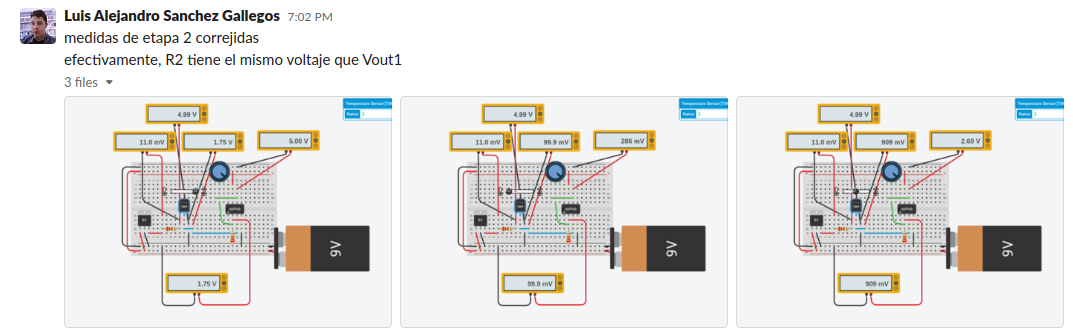 Luis Alejandro Sanchez Gallegos 7:02 PM
medidas de etapa 2 correjidas
efectivamente, R2 tiene el mismo voltaje que Vout1
3 files
4.99 V
Temperature Sensor [TM
Name
11.0 mV 1.75 V 5.00 V
9V
1.75 V
4.99 V
Temperature Sensor [TM
Name
11.0 mV 99.9 mV 286 mV
9V
99.9 mV
4.99 V
Temperature Sensor [TM
Name
11.0 mV 909 mV 2.60 V
9V
909 mV